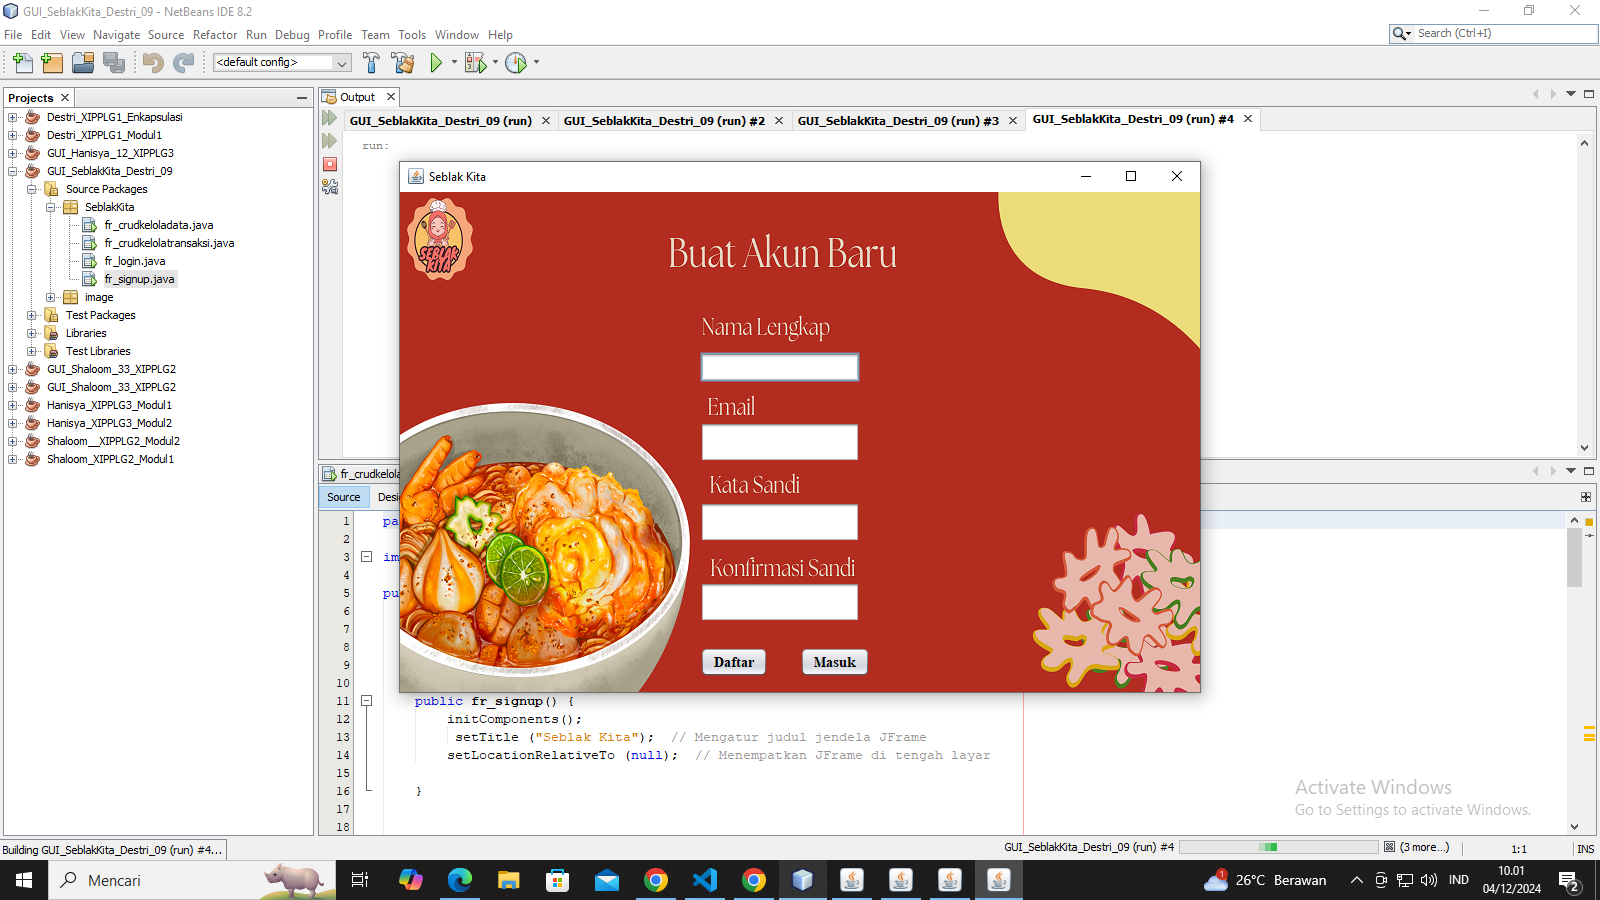 GUI_SeblakKita_Destri_09 - NetBeans IDE 8.2
File Edit View Navigate Source Refactor Run Debug Profile Team Tools Window Help
Search (Ctrl+I)
<default config>
Projects
Destri_XIPPLG1_Enkapsulasi
Destri_XIPPLG1_Modul1
GUI_Hanisya_12_XIPPLG3
GUI_SeblakKita_Destri_09
Source Packages
SeblakKita
fr_crudkeloladata.java
fr_crudkelolatransaksi.java
fr_login.java
fr_signup.java
image
Test Packages
Libraries
Test Libraries
GUI_Shaloom_33_XIPPLG2
GUI_Shaloom_33_XIPPLG2
Hanisya_XIPPLG3_Modul1
Hanisya_XIPPLG3_Modul2
Shaloom__XIPPLG2_Modul2
Shaloom_XIPPLG2_Modul1
Output
GUI_SeblakKita_Destri_09 (run) GUI_SeblakKita_Destri_09 (run) #2 GUI_SeblakKita_Destri_09 (run) #3 GUI_SeblakKita_Destri_09 (run) #4
run:
Seblak Kita
SEBLAK
KITA
Buat Akun Baru
Nama Lengkap
Email
Kata Sandi
Konfirmasi Sandi
Daftar Masuk
fr_crudkelola
Source Desi
1 pa
2
3 im
4
5 pu
6
7
8
9
10
11 public fr_signup() {
12 initComponents();
13 setTitle ("Seblak Kita"); // Mengatur judul jendela JFrame
14 setLocationRelativeTo (null); // Menempatkan JFrame di tengah layar
15
16 }
17
18
Activate Windows
Go to Settings to activate Windows.
Building GUI_SeblakKita_Destri_09 (run) #4...
GUI_SeblakKita_Destri_09 (run) #4
(3 more...)
1:1
INS
Mencari
1
26°C Berawan
IND
10.01
04/12/2024
2